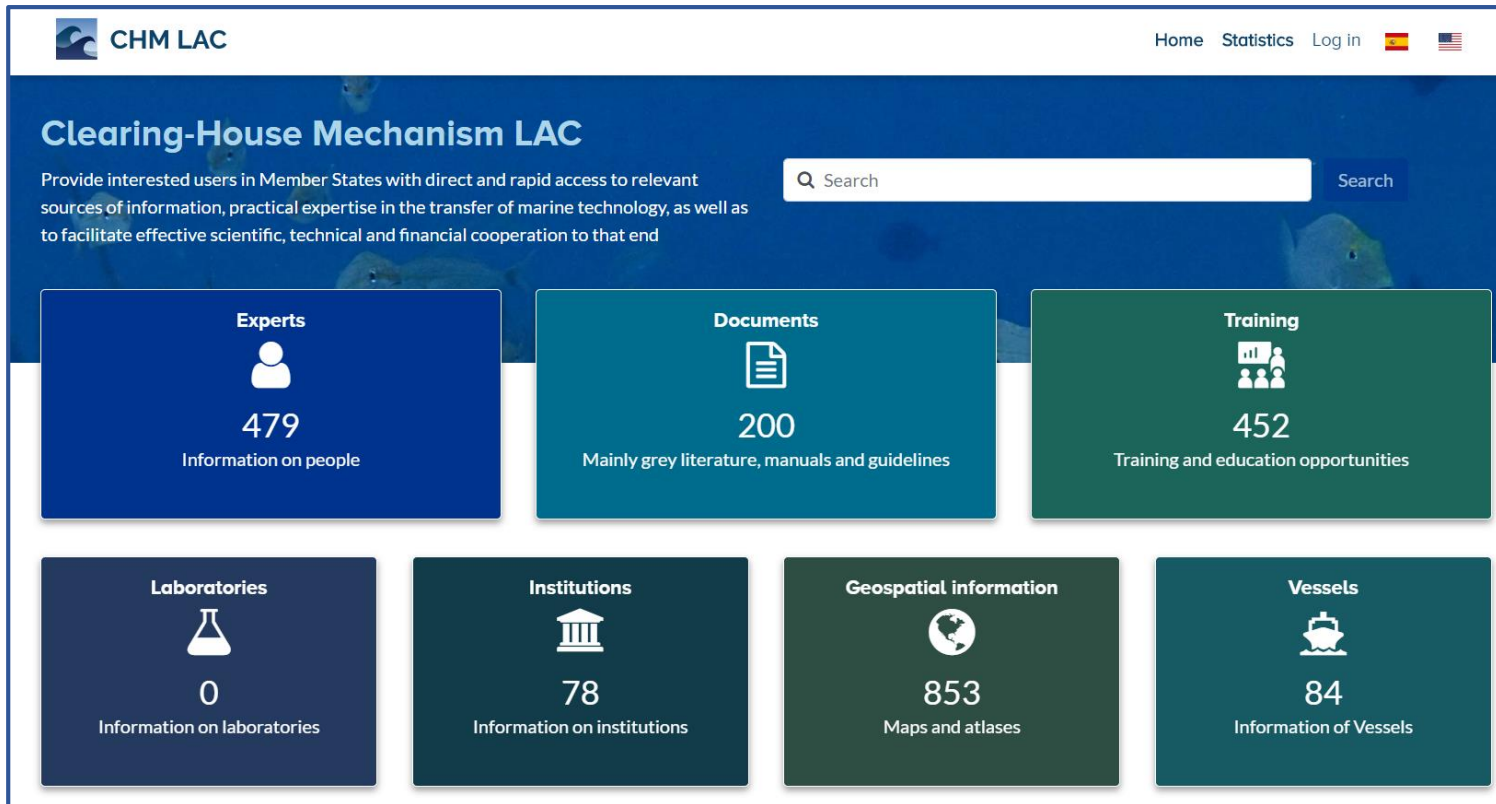 CHM LAC
Home Statistics Log in
Clearing-House Mechanism LAC
Provide interested users in Member States with direct and rapid access to relevant
sources of information, practical expertise in the transfer of marine technology, as well as
to facilitate effective scientific, technical and financial cooperation to that end
Search
Search
Experts
479
Information on people
Documents
200
Mainly grey literature, manuals and guidelines
Training
452
Training and education opportunities
Laboratories
0
Information on laboratories
Institutions
78
Information on institutions
Geospatial information
853
Maps and atlases
Vessels
84
Information of Vessels